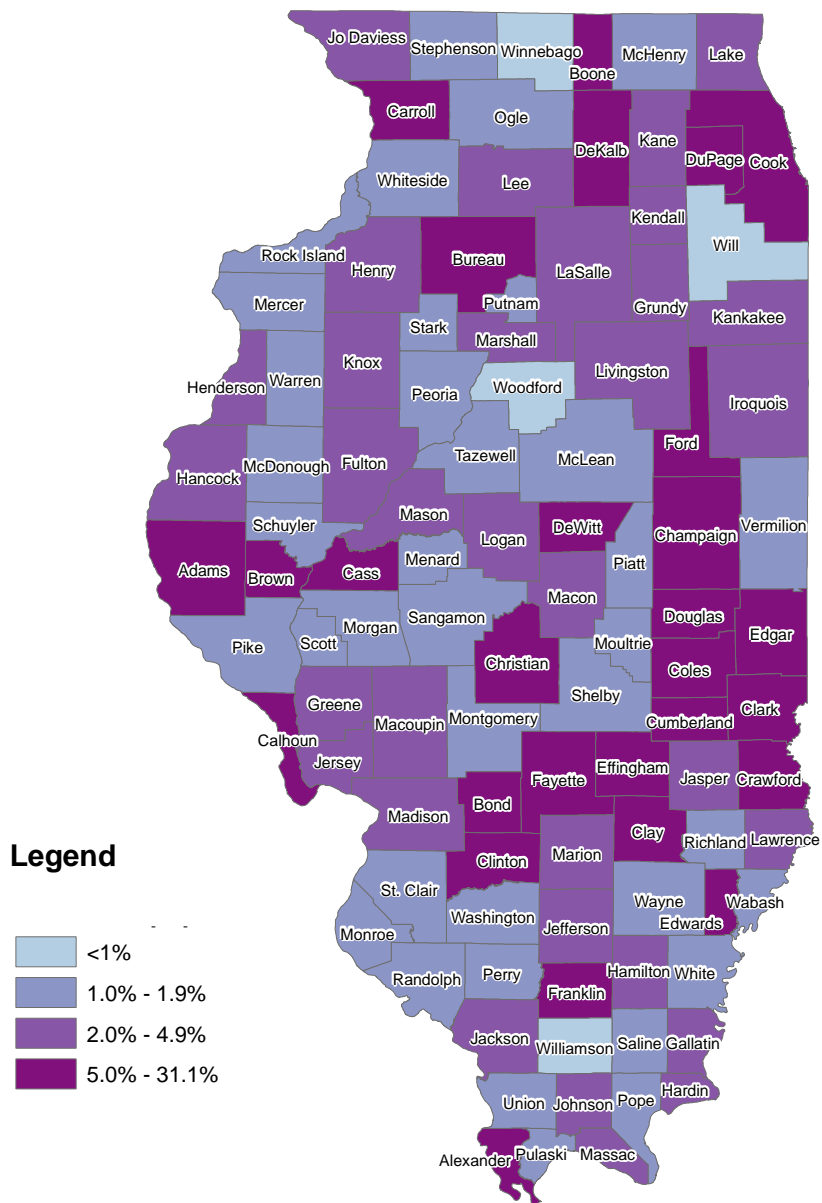 Jo Daviess
Stephenson
Winnebago
Boone
McHenry
Lake
Carroll
Ogle
DeKalb
Kane
DuPage
Cook
Whiteside
Lee
Kendall
Will
Rock Island
Henry
Bureau
LaSalle
Mercer
Putnam
Grundy
Kankakee
Stark
Marshall
Henderson
Warren
Knox
Peoria
Woodford
Livingston
Iroquois
Hancock
McDonough
Fulton
Tazewell
McLean
Ford
Schuyler
Mason
Logan
DeWitt
Champaign
Vermilion
Adams
Brown
Cass
Menard
Piatt
Macon
Pike
Scott
Morgan
Sangamon
Christian
Moultrie
Douglas
Edgar
Coles
Shelby
Greene
Macoupin
Montgomery
Cumberland
Clark
Calhoun
Jersey
Fayette
Effingham
Jasper
Crawford
Madison
Bond
Clay
Richland
Lawrence
Clinton
Marion
St. Clair
Washington
Wayne
Edwards
Wabash
Monroe
Jefferson
Randolph
Perry
Franklin
Hamilton
White
Jackson
Williamson
Saline
Gallatin
Union
Johnson
Pope
Hardin
Alexander
Pulaski
Massac
Legend
<1%
1.0% - 1.9%
2.0% - 4.9%
5.0% - 31.1%